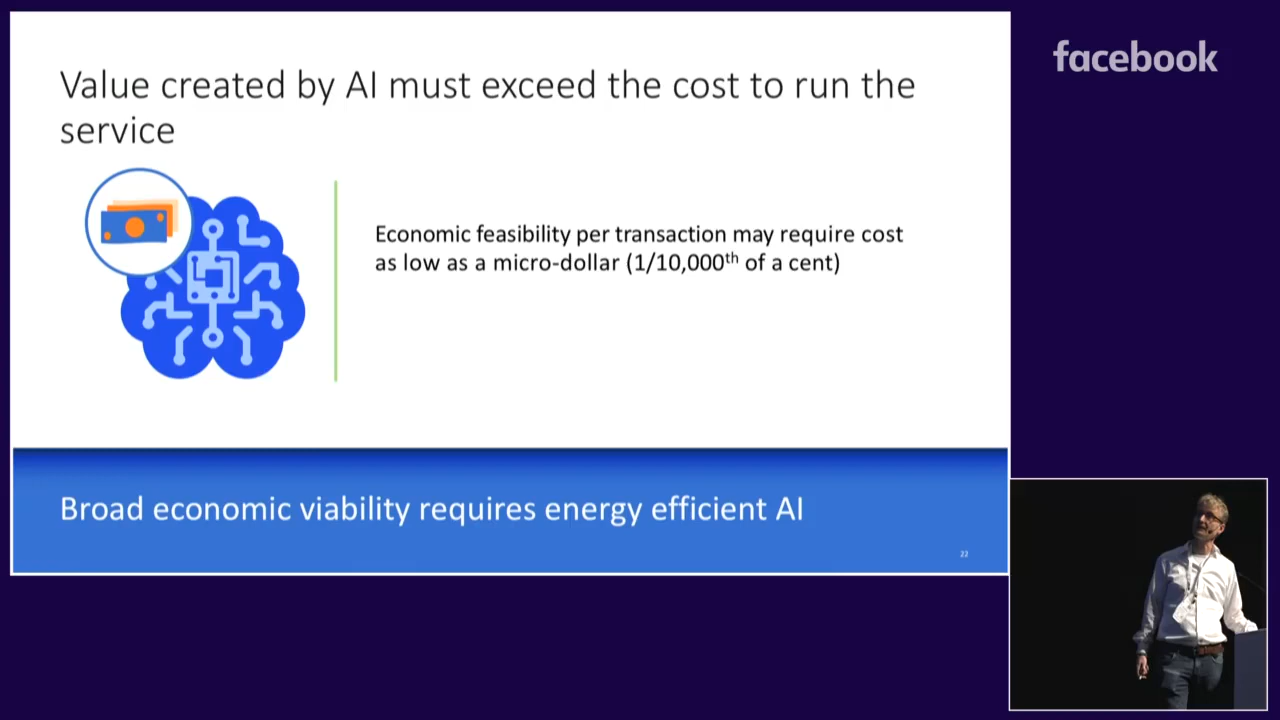 Value created by AI must exceed the cost to run the
service
Economic feasibility per transaction may require cost
as low as a micro-dollar (1/10,000th of a cent)
Broad economic viability requires energy efficient AI
22
facebook